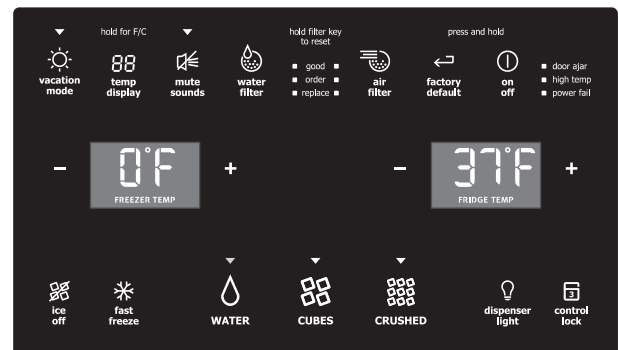 hold for F/C
hold filter key
to reset
press and hold
88
vacation
mode
temp
display
mute
sounds
water
filter
good
order
replace
air
filter
factory
default
on
off
door ajar
high temp
power fail
- 0°F +
FREEZER TEMP
- 37°F +
FRIDGE TEMP
ice
off
fast
freeze
WATER
CUBES
CRUSHED
dispenser
light
3
control
lock